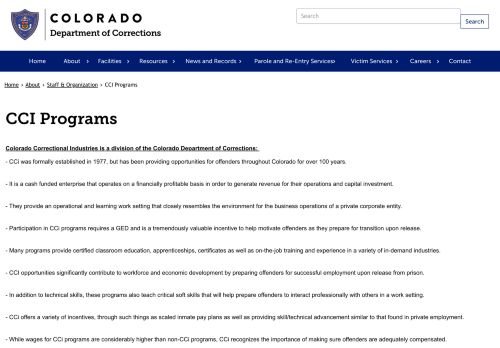 COLORADO
Department of Corrections
Search
Search
Home About › Facilities › Resources › News and Records › Parole and Re-Entry Services› Victim Services › Careers › Contact
Home › About › Staff & Organization › CCI Programs
CCI Programs
Colorado Correctional Industries is a division of the Colorado Department of Corrections:
- CCi was formally established in 1977, but has been providing opportunities for offenders throughout Colorado for over 100 years.
- It is a cash funded enterprise that operates on a financially profitable basis in order to generate revenue for their operations and capital investment.
- They provide an operational and learning work setting that closely resembles the environment for the business operations of a private corporate entity.
- Participation in CCi programs requires a GED and is a tremendously valuable incentive to help motivate offenders as they prepare for transition upon release.
- Many programs provide certified classroom education, apprenticeships, certificates as well as on-the-job training and experience in a variety of in-demand industries.
- CCI opportunities significantly contribute to workforce and economic development by preparing offenders for successful employment upon release from prison.
- In addition to technical skills, these programs also teach critical soft skills that will help prepare offenders to interact professionally with others in a work setting.
- CCi offers a variety of incentives, through such things as scaled inmate pay plans as well as providing skill/technical advancement similar to that found in private employment.
- While wages for CCi programs are considerably higher than non-CCi programs, CCi recognizes the importance of making sure offenders are adequately compensated.